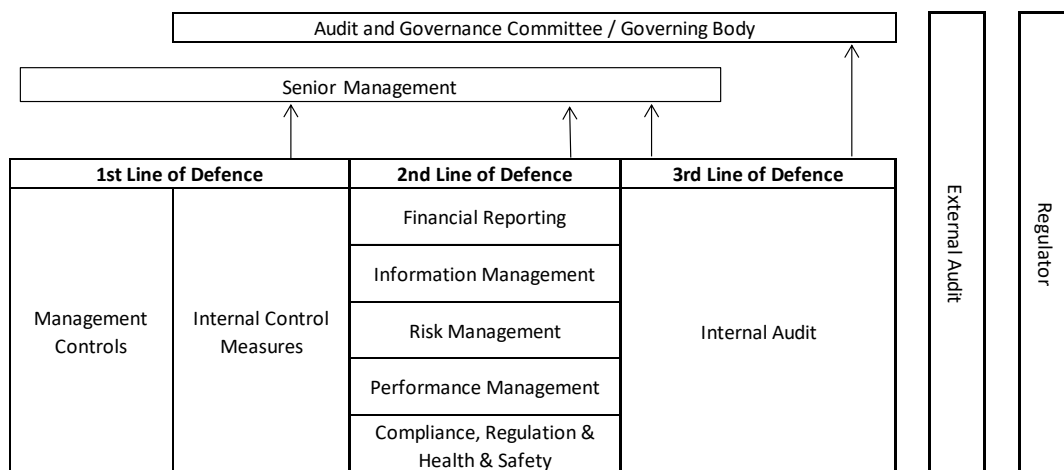 Audit and Governance Committee / Governing Body
Senior Management
1st Line of Defence
2nd Line of Defence
3rd Line of Defence
Management
Controls
Internal Control
Measures
Financial Reporting
Information Management
Risk Management
Performance Management
Compliance, Regulation &
Health & Safety
Internal Audit
External Audit
Regulator